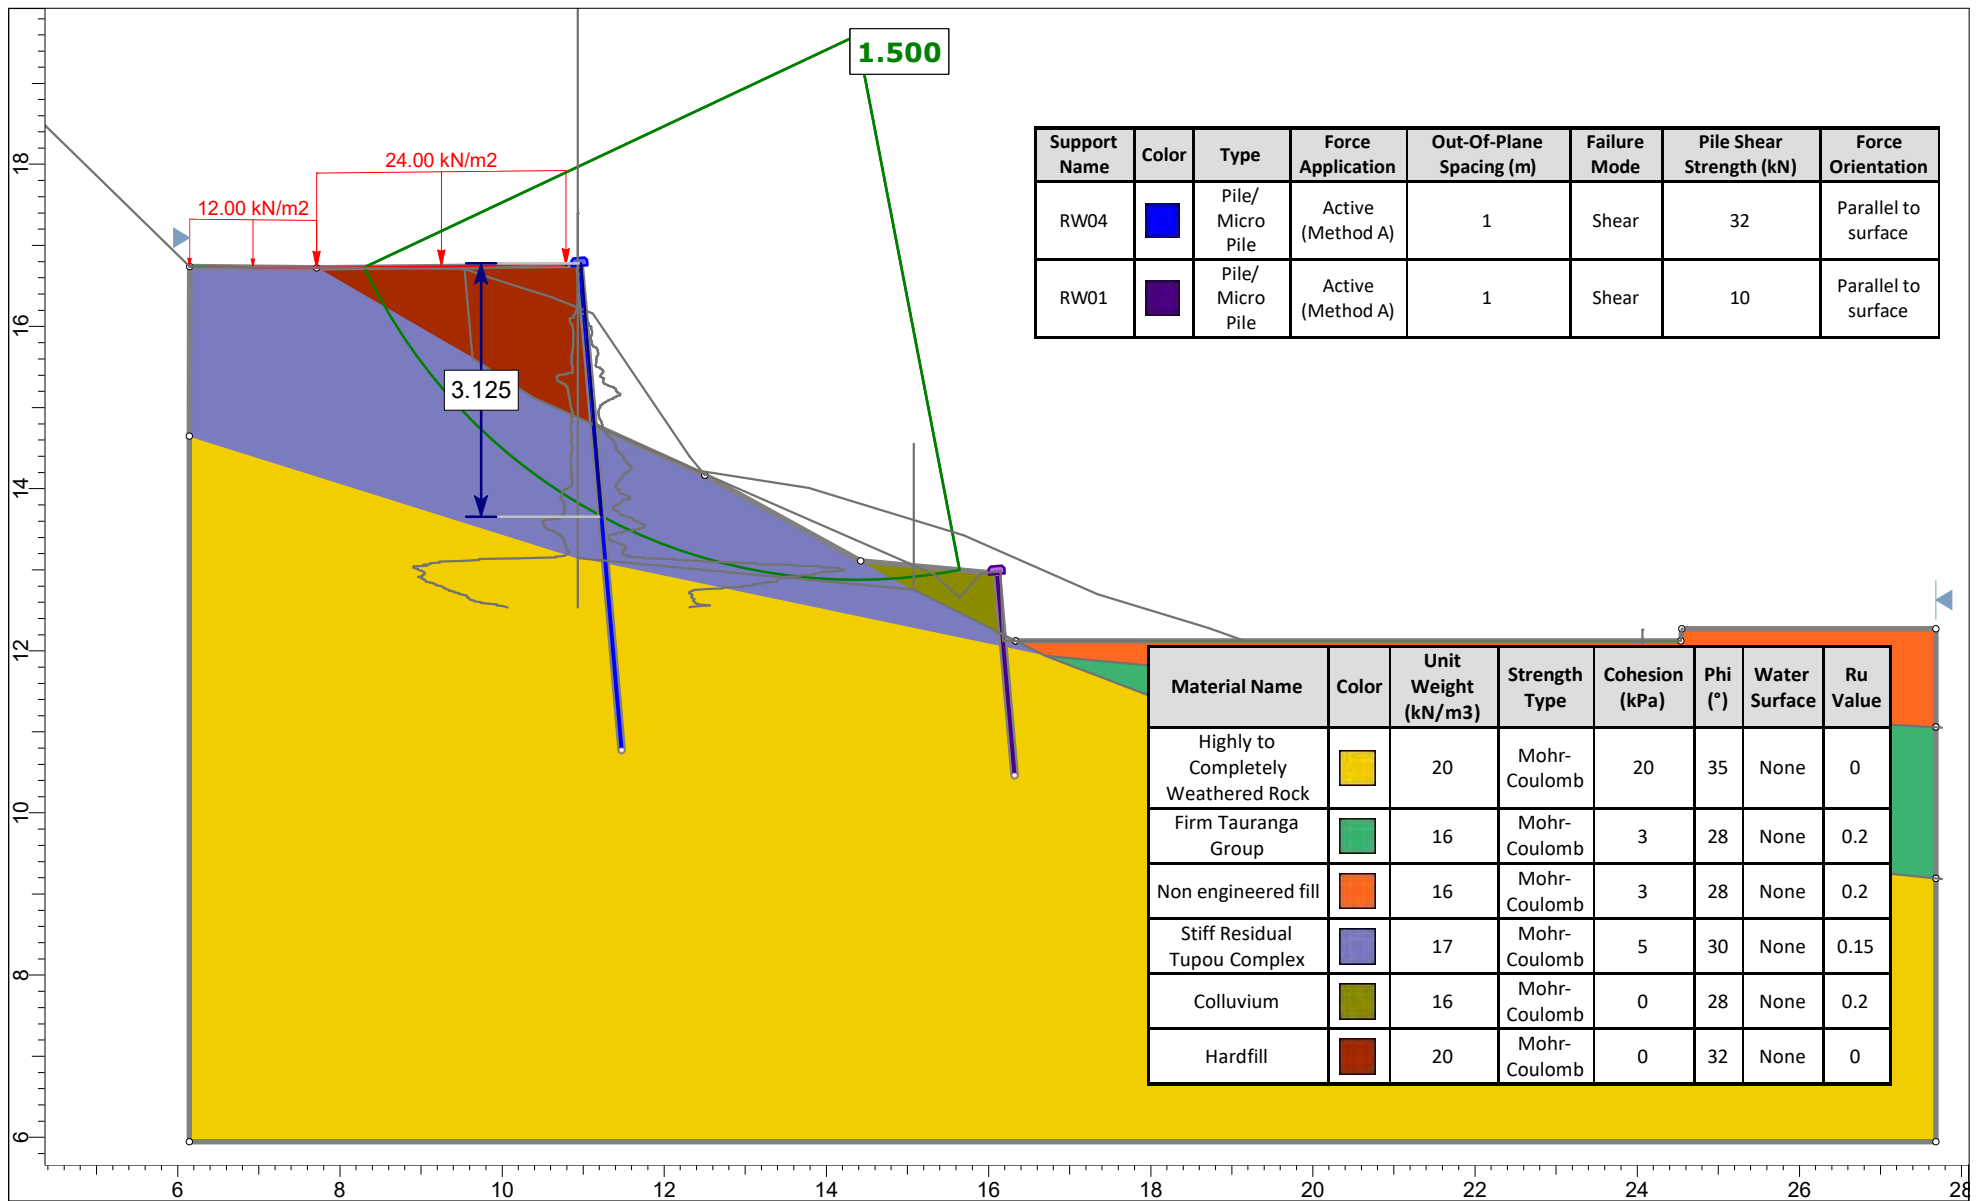 1.500
24.00 kN/m2
12.00 kN/m2
3.125
Support Name Color Type Force Application Out-Of-Plane Spacing (m) Failure Mode Pile Shear Strength (kN) Force Orientation
RW04 Pile/ Micro Pile Active (Method A) 1 Shear 32 Parallel to surface
RW01 Pile/ Micro Pile Active (Method A) 1 Shear 10 Parallel to surface
Material Name Color Unit Weight (kN/m3) Strength Type Cohesion (kPa) Phi (°) Water Surface Ru Value
Highly to Completely Weathered Rock 20 Mohr-Coulomb 20 35 None 0
Firm Tauranga Group 16 Mohr-Coulomb 3 28 None 0.2
Non engineered fill 16 Mohr-Coulomb 3 28 None 0.2
Stiff Residual Tupou Complex 17 Mohr-Coulomb 5 30 None 0.15
Colluvium 16 Mohr-Coulomb 0 28 None 0.2
Hardfill 20 Mohr-Coulomb 0 32 None 0
18
16
14
12
10
8
6
6 8 10 12 14 16 18 20 22 24 26 28